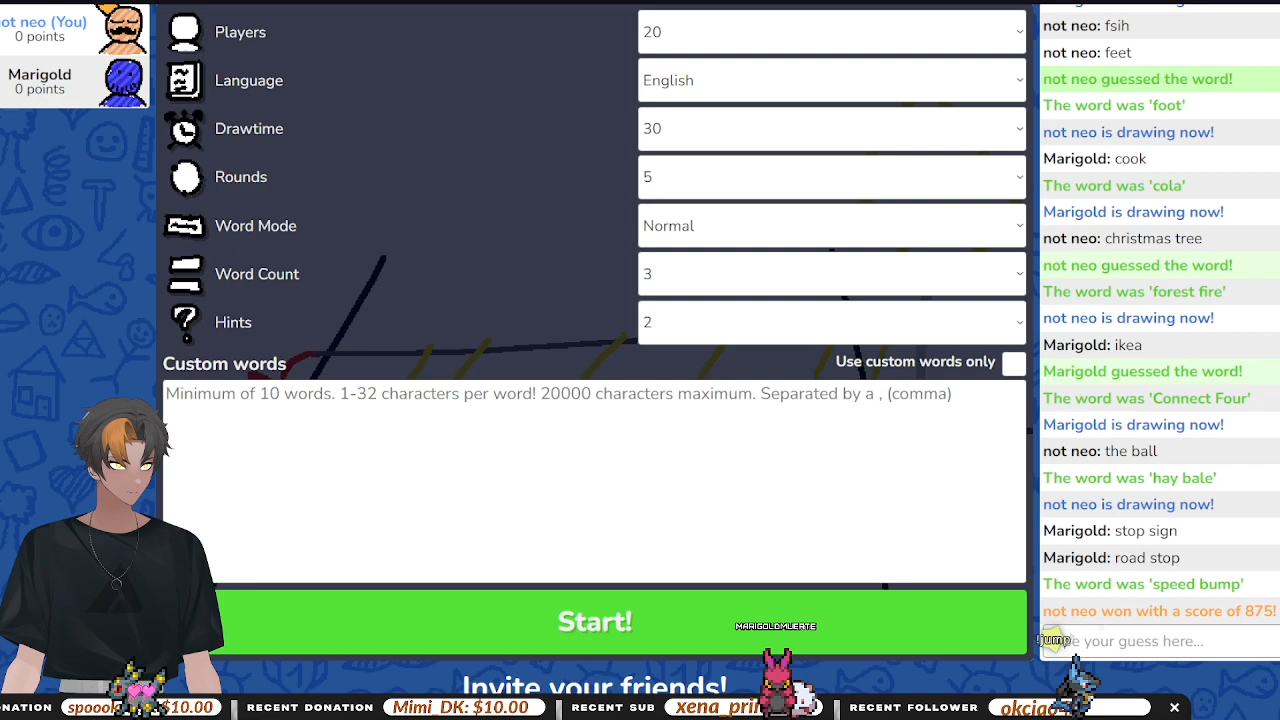 not neo (You)
0 points
Marigold
0 points
Players
20
Language
English
Drawtime
30
Rounds
5
Word Mode
Normal
Word Count
3
Hints
2
Custom words
Use custom words only
Minimum of 10 words. 1-32 characters per word! 20000 characters maximum. Separated by a , (comma)
Start!
MARIGOLDMUERTE
Invite your friends!
not neo: fsih
not neo: feet
not neo guessed the word!
The word was 'foot'
not neo is drawing now!
Marigold: cook
The word was 'cola'
Marigold is drawing now!
not neo: christmas tree
not neo guessed the word!
The word was 'forest fire'
not neo is drawing now!
Marigold: ikea
Marigold guessed the word!
The word was 'Connect Four'
Marigold is drawing now!
not neo: the ball
The word was 'hay bale'
not neo is drawing now!
Marigold: stop sign
Marigold: road stop
The word was 'speed bump'
not neo won with a score of 875!
!jump
e your guess here...
ONATION spook $10.00 RECENT DONATION Mimi_DK: $10.00 RECENT SUB xena_pri RECENT FOLLOWER okciao